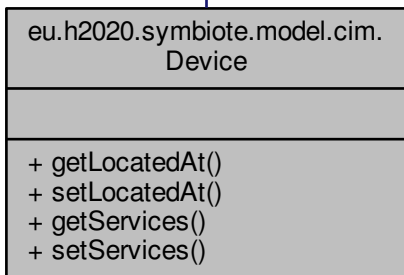 eu.h2020.symbiote.model.cim.
Device
+ getLocatedAt()
+ setLocatedAt()
+ getServices()
+ setServices()